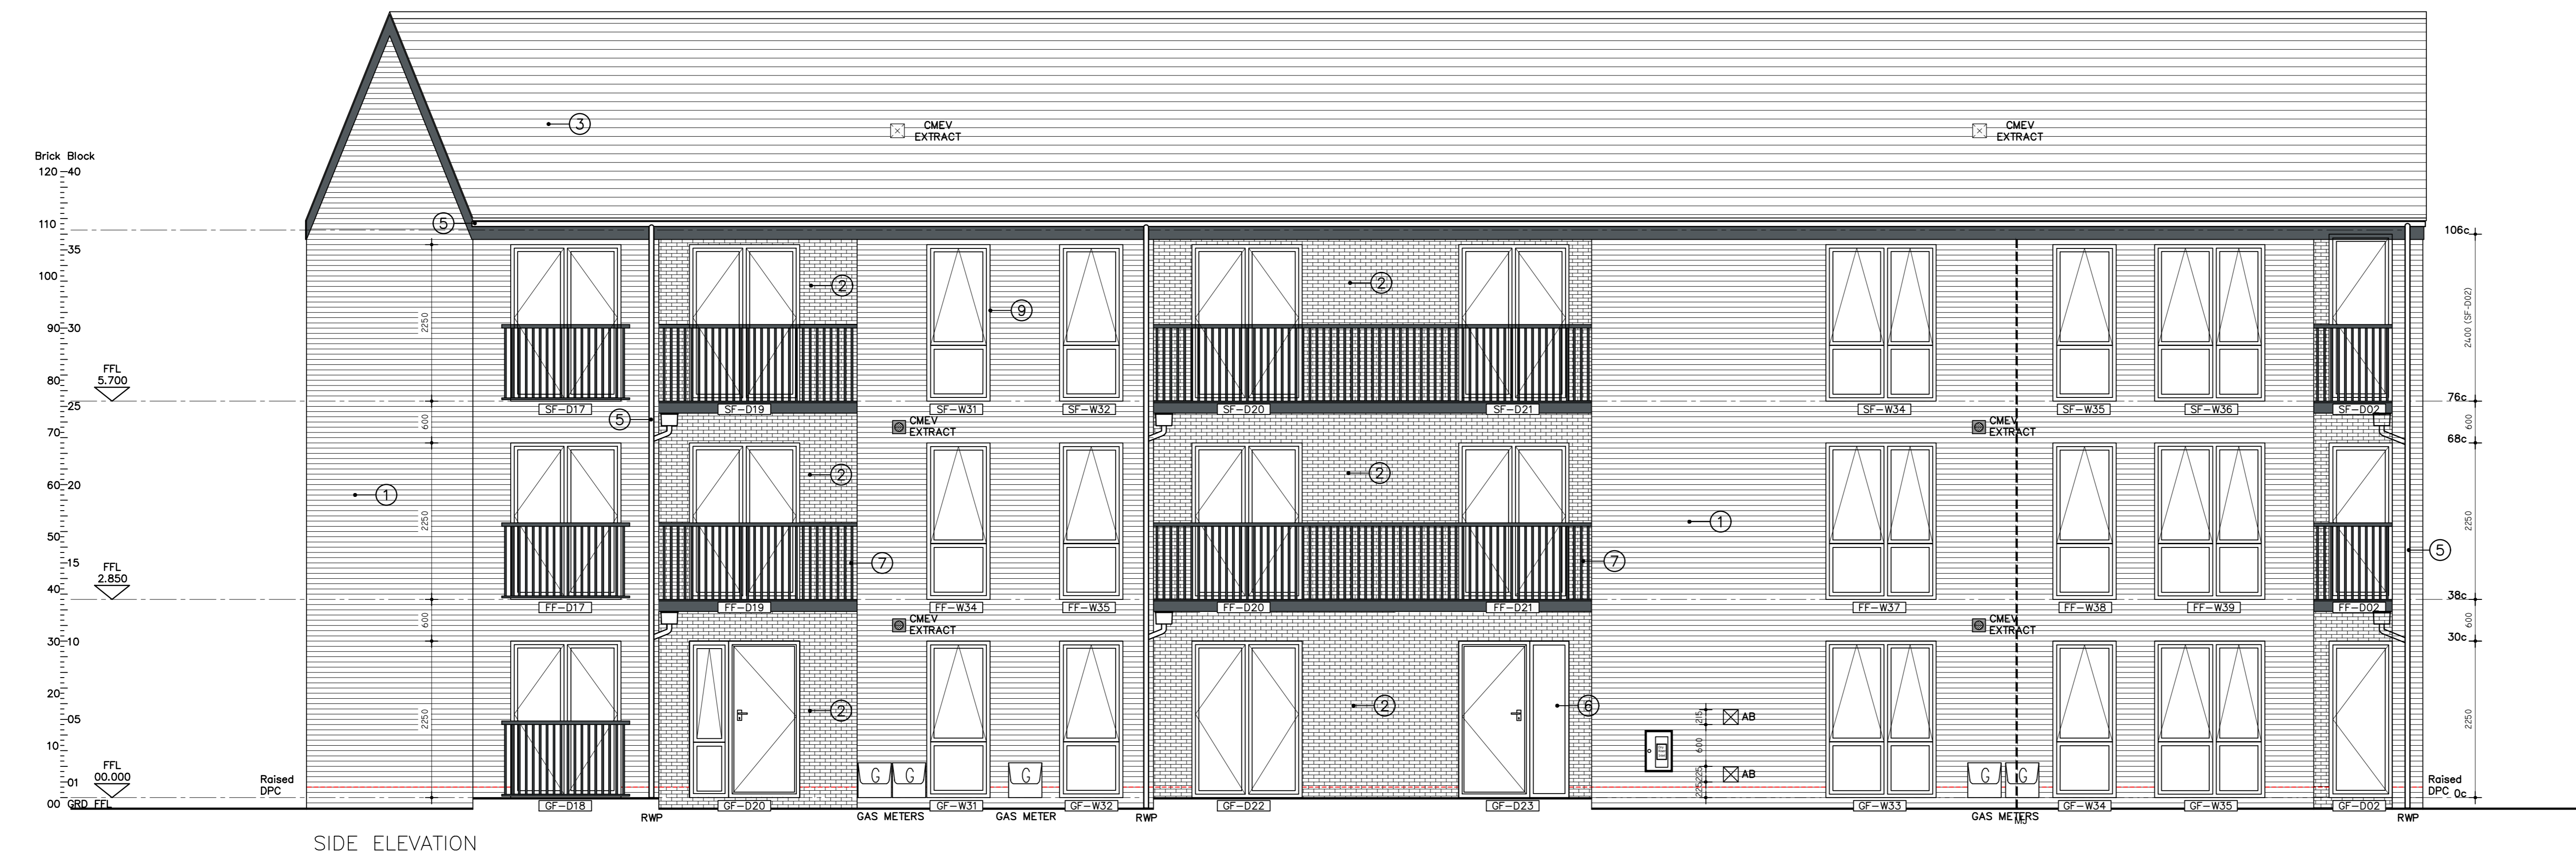 CMEV
EXTRACT
CMEV
EXTRACT
3
Brick Block
120 40
110
35
100
90 30
80
25
70
60 20
50
15
40
30 10
20
05
10
01
00 GRD FFL
FFL
5.700
FFL
2.850
FFL
00.000
Raised
DPC
5
2250
600
2250
600
2250
2
9
2
106c
2400 (SF-D02)
76c
600
68c
2250
38c
600
30c
2250
SF-D17
SF-D19
SF-W31
SF-W32
SF-D20
SF-D21
SF-W34
SF-W35
SF-W36
SF-D02
5
CMEV
EXTRACT
CMEV
EXTRACT
1
2
2
1
5
7
7
FF-D17
FF-D19
FF-W34
FF-W35
FF-D20
FF-D21
FF-W37
FF-W38
FF-W39
FF-D02
CMEV
EXTRACT
CMEV
EXTRACT
2
2
6
215
AB
600
225
AB
225
G
G
G
G
G
Raised
DPC 0c
GF-D18
GF-D20
GF-W31
GF-W32
GF-D22
GF-D23
GF-W33
GF-W34
GF-W35
GF-D02
RWP
GAS METERS
GAS METER
RWP
GAS METERS
MJ
RWP
SIDE ELEVATION